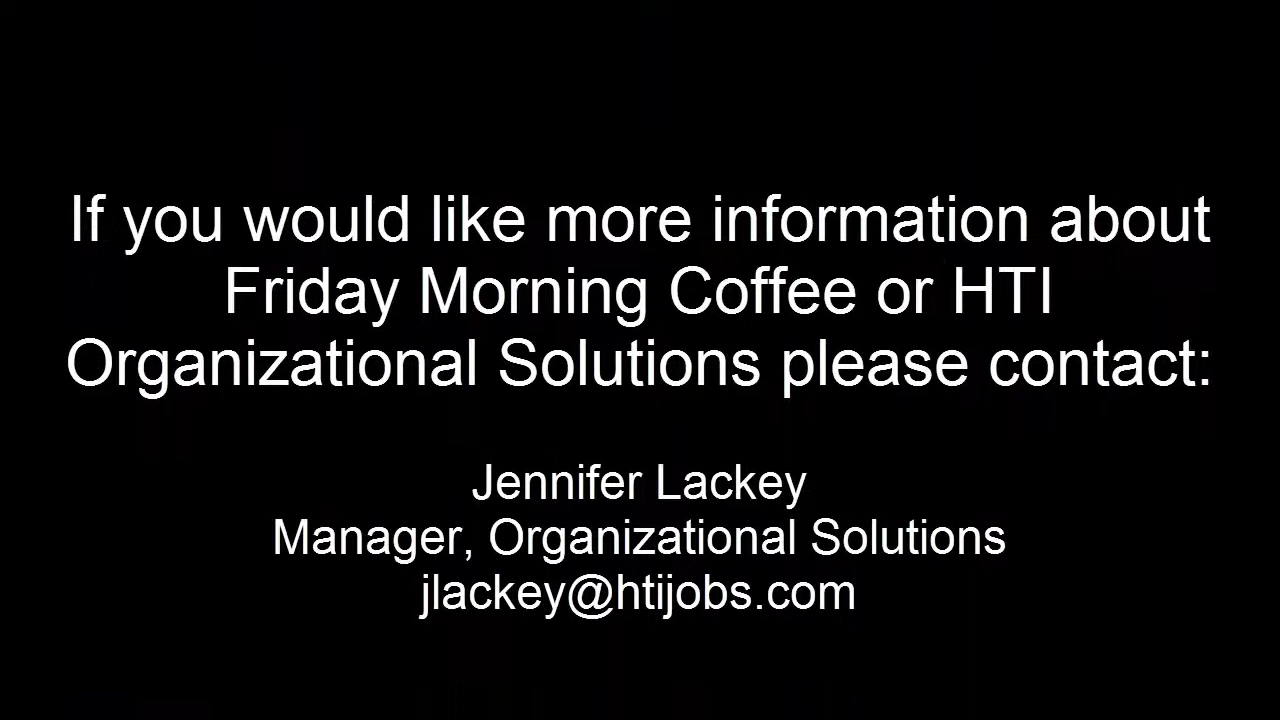 If you would like more information about
Friday Morning Coffee or HTI
Organizational Solutions please contact:
Jennifer Lackey
Manager, Organizational Solutions
jlackey@htijobs.com